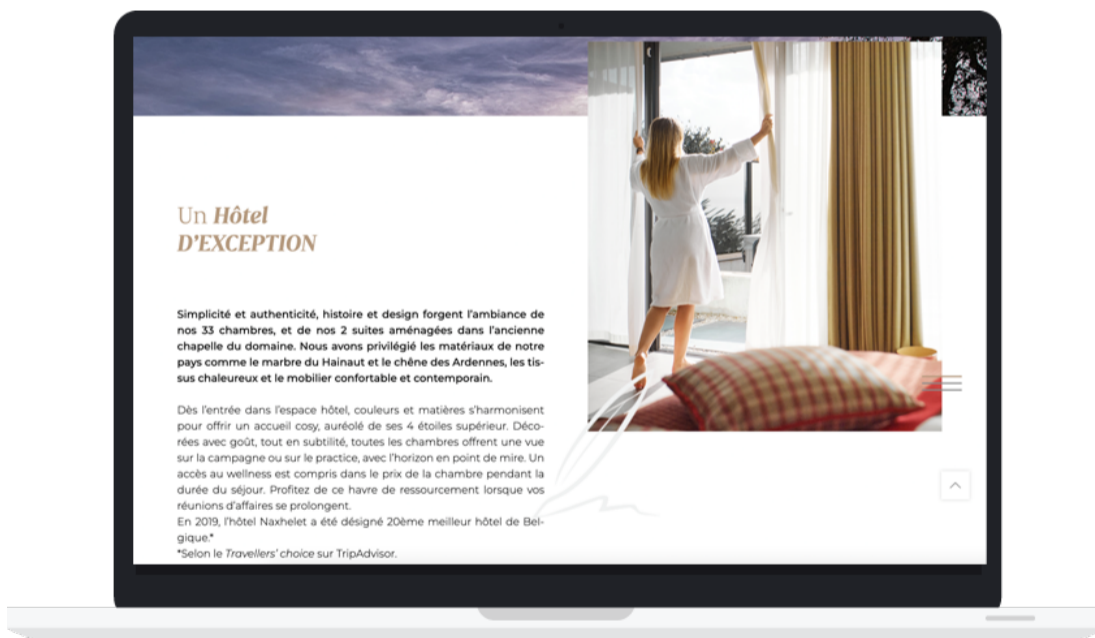 Un Hôtel
D'EXCEPTION
Simplicité et authenticité, histoire et design forgent l'ambiance de
nos 33 chambres, et de nos 2 suites aménagées dans l'ancienne
chapelle du domaine. Nous avons privilégié les matériaux de notre
pays comme le marbre du Hainaut et le chêne des Ardennes, les tis-
sus chaleureux et le mobilier confortable et contemporain.
Dès l'entrée dans l'espace hôtel, couleurs et matières s'harmonisent
pour offrir un accueil cosy, auréolé de ses 4 étoiles supérieur. Déco-
rées avec goût, tout en subtilité, toutes les chambres offrent une vue
sur la campagne ou sur le practice, avec l'horizon en point de mire. Un
accès au wellness est compris dans le prix de la chambre pendant la
durée du séjour. Profitez de ce havre de ressourcement lorsque vos
réunions d'affaires se prolongent.
En 2019, l'hôtel Naxhelet a été désigné 20ème meilleur hôtel de Bel-
gique.*
*Selon le Travellers' choice sur TripAdvisor.